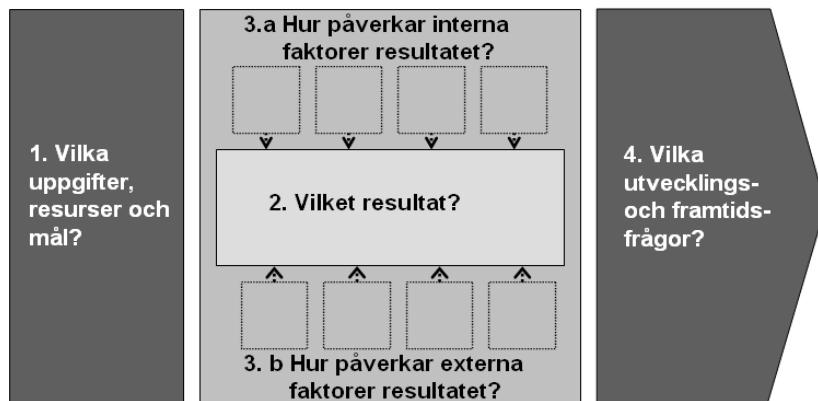 1. Vilka
uppgifter,
resurser och
mål?
3.a Hur påverkar interna
faktorer resultatet?
2. Vilket resultat?
3. b Hur påverkar externa
faktorer resultatet?
4. Vilka
utvecklings-
och framtids-
frågor?